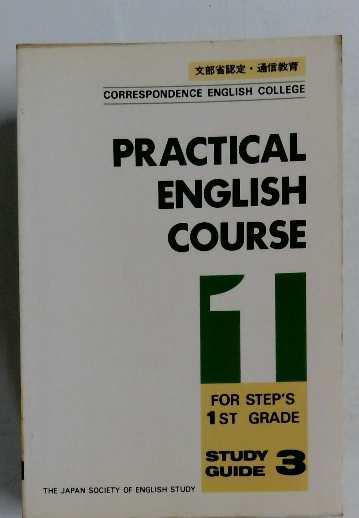 文部省認定・通信教育
CORRESPONDENCE ENGLISH COLLEGE
PRACTICAL
ENGLISH
COURSE
1
FOR STEP'S
1ST GRADE
STUDY
GUIDE 3
THE JAPAN SOCIETY OF ENGLISH STUDY